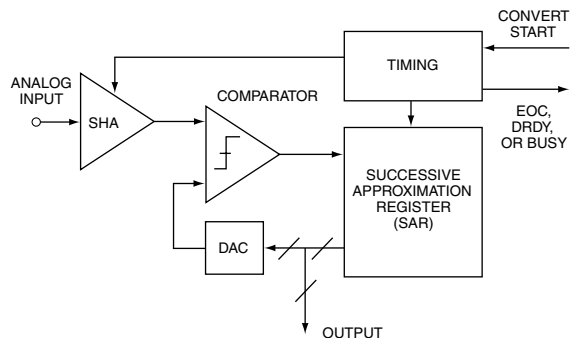 CONVERT
START
TIMING
ANALOG
INPUT
COMPARATOR
SHA
EOC,
DRDY,
OR BUSY
SUCCESSIVE
APPROXIMATION
REGISTER
(SAR)
DAC
OUTPUT